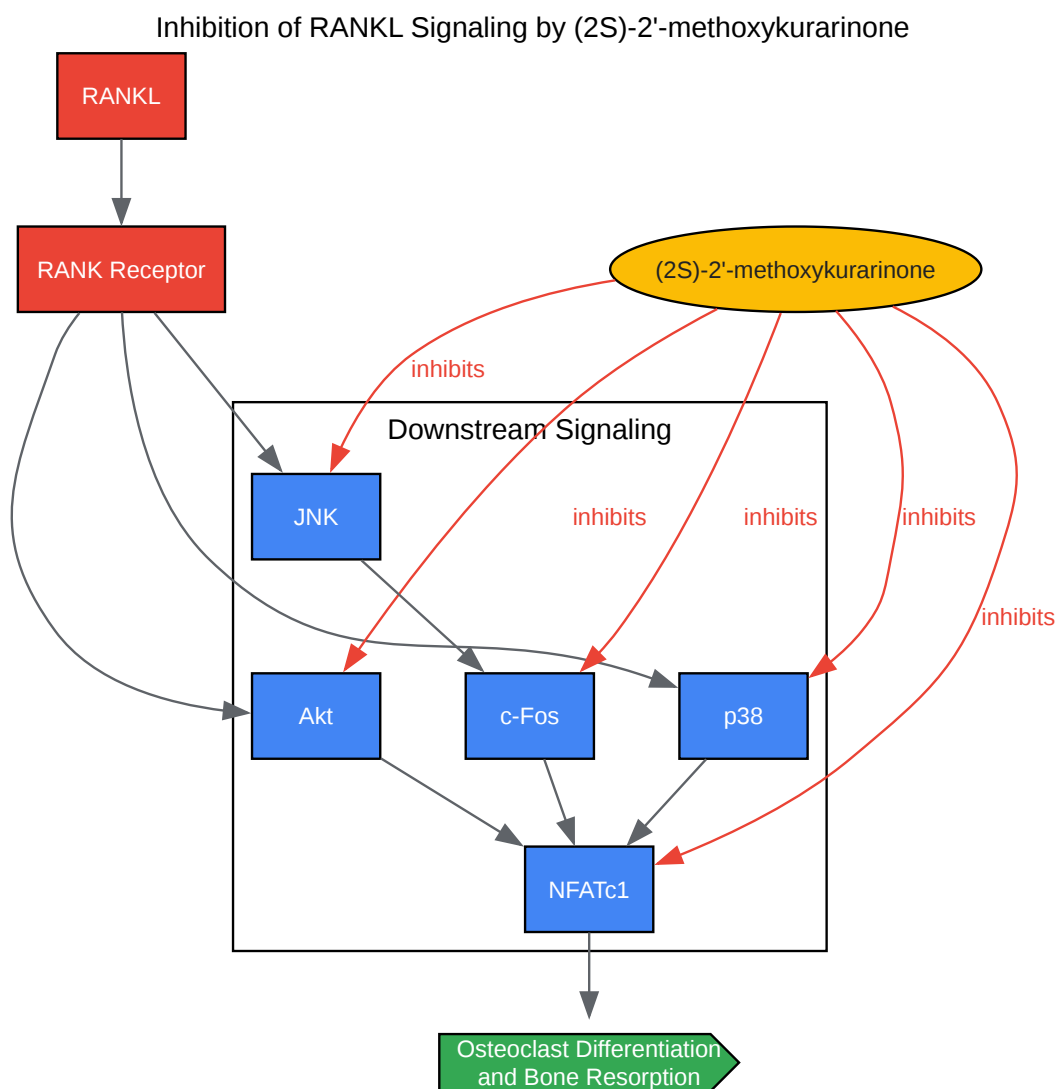 Inhibition of RANKL Signaling by (2S)-2'-methoxykurarinone
RANKL
RANK Receptor
(2S)-2'-methoxykurarinone
inhibits
Downstream Signaling
JNK
inhibits
inhibits
inhibits
inhibits
Akt
c-Fos
p38
NFATc1
Osteoclast Differentiation
and Bone Resorption